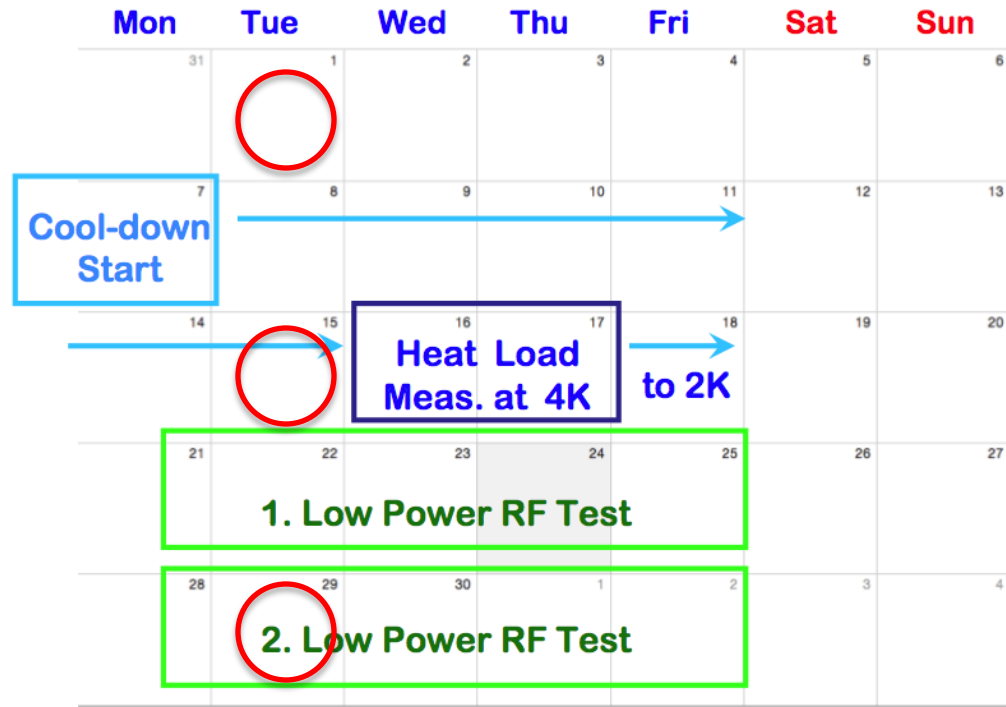 Mon Tue Wed Thu Fri Sat Sun
31 1 2 3 4 5 6
7 8 9 10 11 12 13
Cool-down
Start
14 15 16 17 18 19 20
Heat Load
Meas. at 4K
to 2K
21 22 23 24 25 26 27
1. Low Power RF Test
28 29 30 1 2 3 4
2. Low Power RF Test